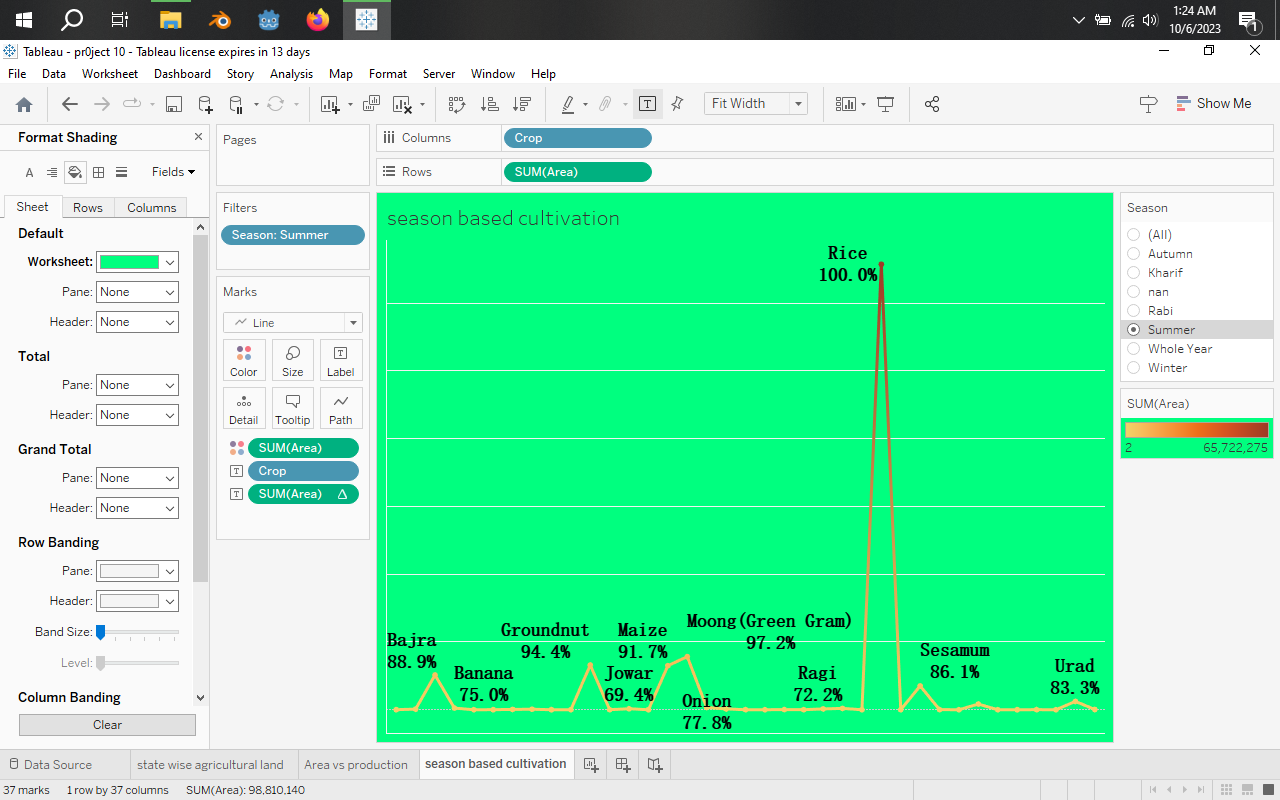 1:24 AM
10/6/2023
1
Tableau - pr0ject 10 - Tableau license expires in 13 days
File Data Worksheet Dashboard Story Analysis Map Format Server Window Help
Fit Width
Show Me
Format Shading
Fields
Sheet Rows Columns
Default
Worksheet:
Pane: None
Header: None
Total
Pane: None
Header: None
Grand Total
Pane: None
Header: None
Row Banding
Pane:
Header:
Band Size:
Level:
Column Banding
Clear
Pages
Filters
Season: Summer
Marks
Line
Color Size Label
Detail Tooltip Path
SUM(Area)
Crop
SUM(Area) Δ
Columns Crop
Rows SUM(Area)
season based cultivation
Rice
100.0%
Bajra
88.9%
Banana
75.0%
Groundnut
94.4%
Jowar
69.4%
Maize
91.7%
Moong(Green Gram)
97.2%
Onion
77.8%
Ragi
72.2%
Sesamum
86.1%
Urad
83.3%
Season
(All)
Autumn
Kharif
nan
Rabi
Summer
Whole Year
Winter
SUM(Area)
2 65,722,275
Data Source state wise agricultural land Area vs production season based cultivation
37 marks 1 row by 37 columns SUM(Area): 98,810,140